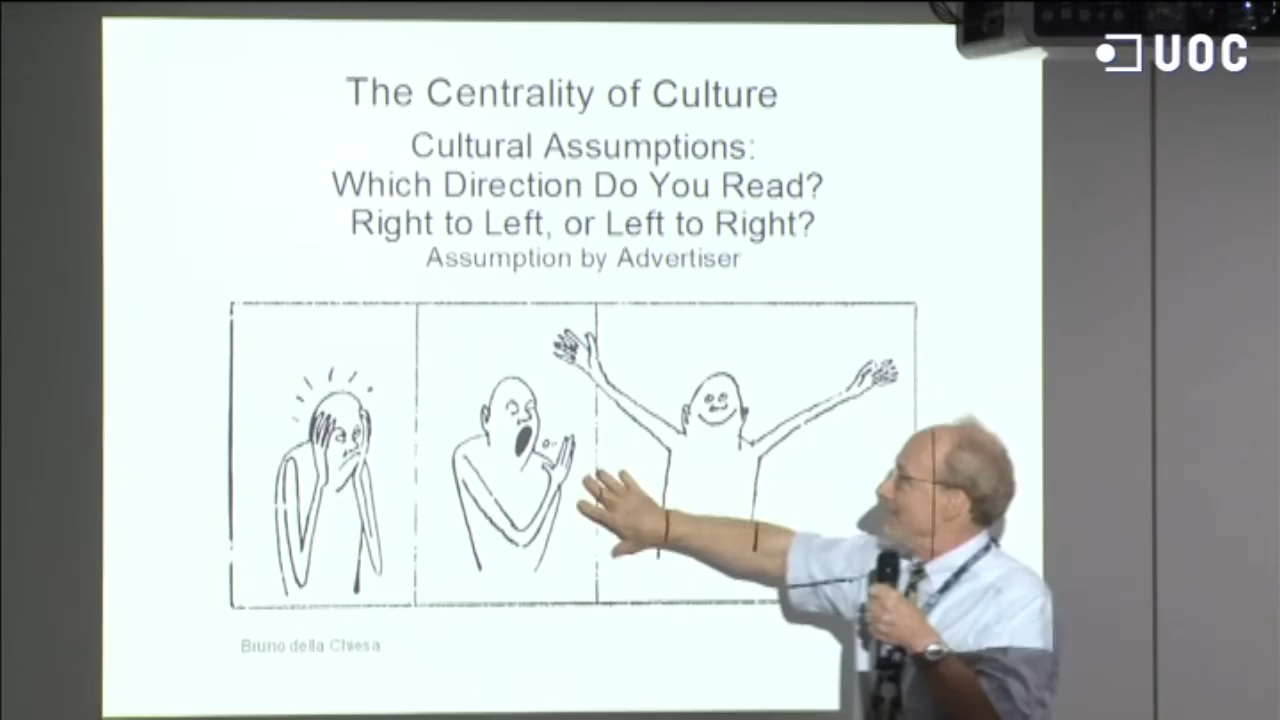 UOC
The Centrality of Culture
Cultural Assumptions:
Which Direction Do You Read?
Right to Left, or Left to Right?
Assumption by Advertiser
Bruno della Chiesa